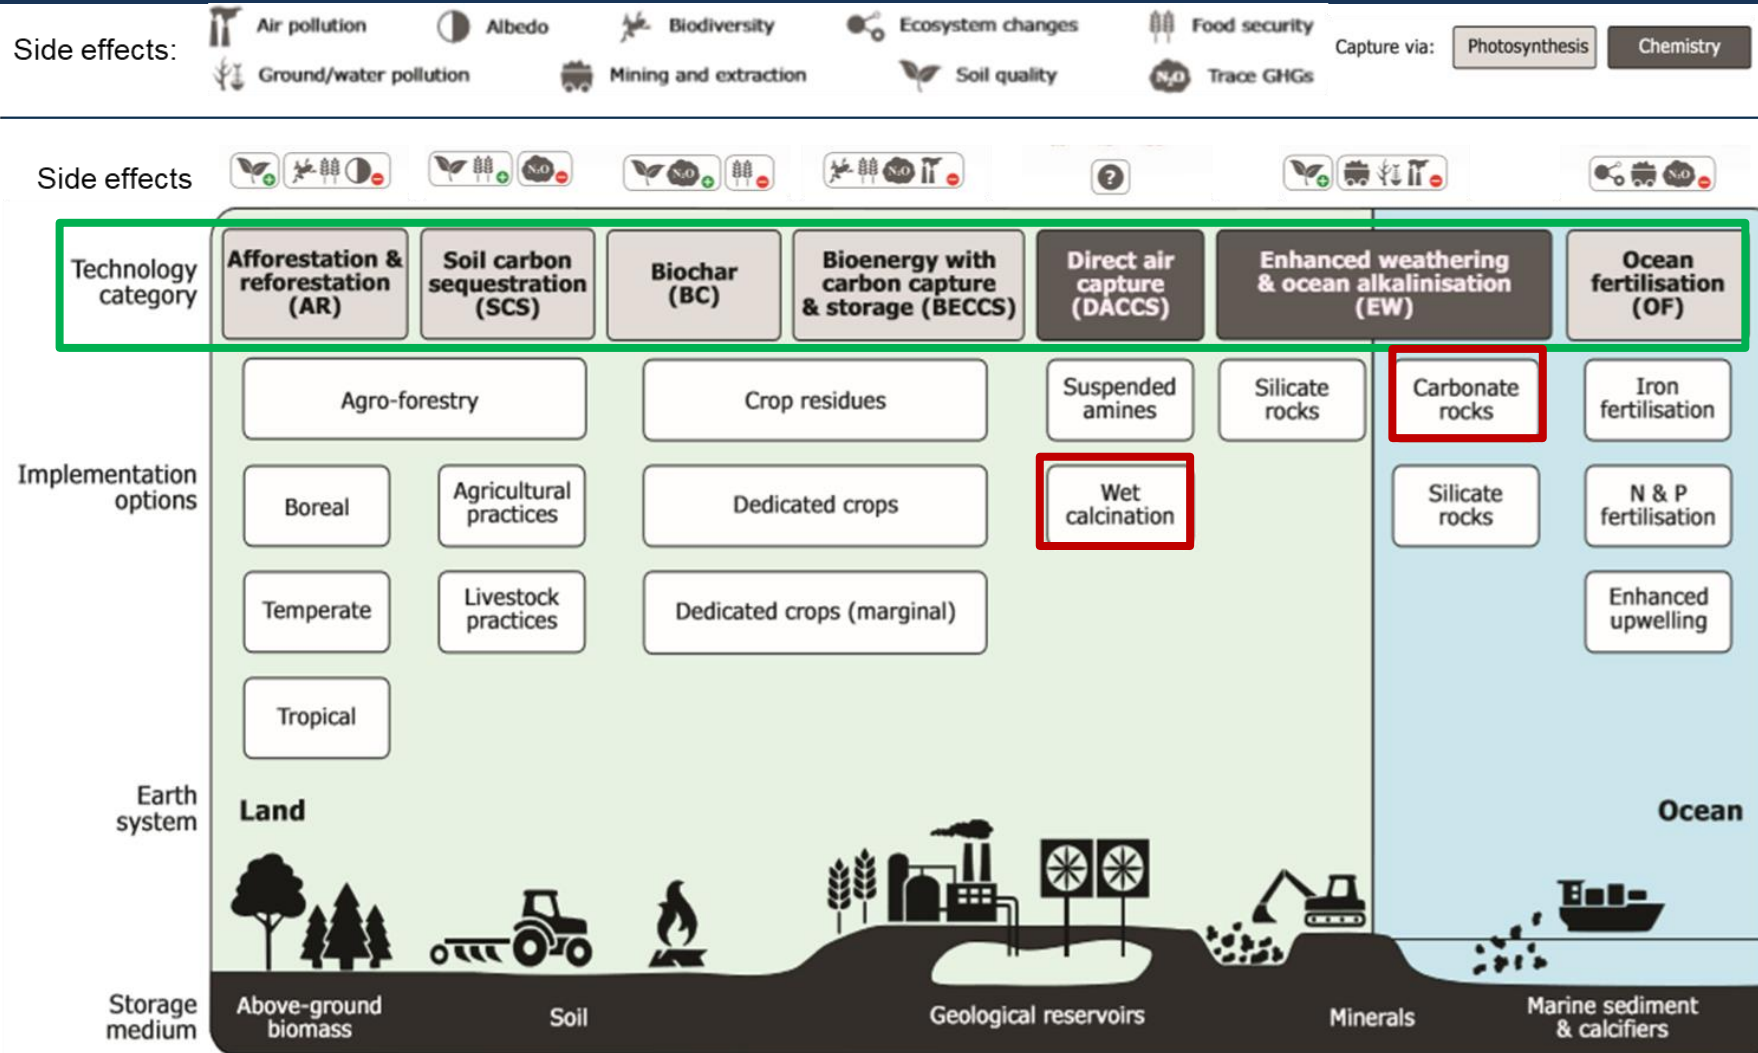 Side effects:
Air pollution
Albedo
Biodiversity
Ecosystem changes
Food security
Ground/water pollution
Mining and extraction
Soil quality
N₂O
Trace GHGs
Capture via:
Photosynthesis
Chemistry
Side effects
N₂O
N₂O
N₂O
?
N₂O
Technology
category
Afforestation &
reforestation
(AR)
Soil carbon
sequestration
(SCS)
Biochar
(BC)
Bioenergy with
carbon capture
& storage (BECCS)
Direct air
capture
(DACCS)
Enhanced weathering
& ocean alkalinisation
(EW)
Ocean
fertilisation
(OF)
Implementation
options
Agro-forestry
Crop residues
Suspended
amines
Silicate
rocks
Carbonate
rocks
Iron
fertilisation
Boreal
Agricultural
practices
Dedicated crops
Wet
calcination
Silicate
rocks
N & P
fertilisation
Temperate
Livestock
practices
Dedicated crops (marginal)
Enhanced
upwelling
Tropical
Earth
system
Land
Ocean
Storage
medium
Above-ground
biomass
Soil
Geological reservoirs
Minerals
Marine sediment
& calcifiers